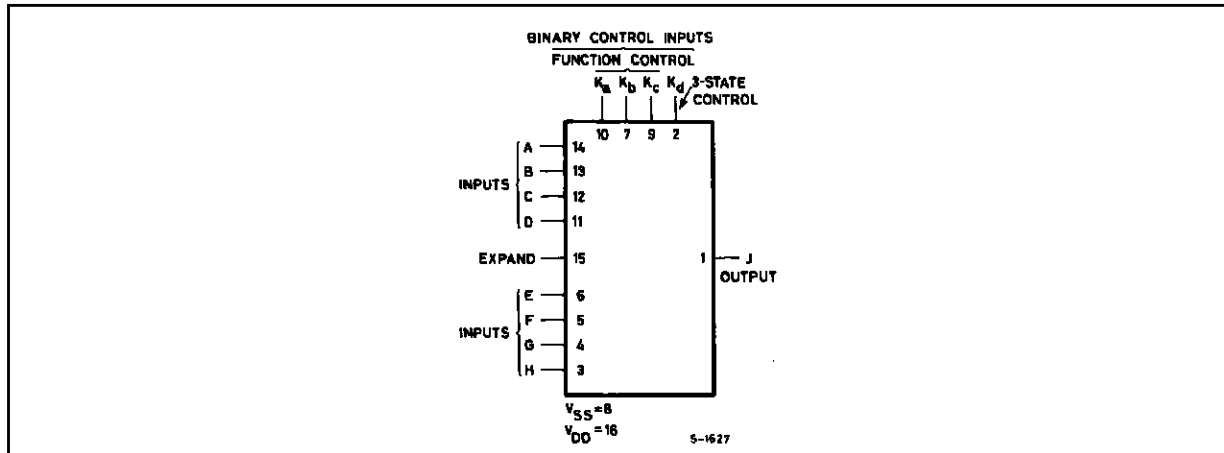 BINARY CONTROL INPUTS
FUNCTION CONTROL
Ka Kb Kc Kd 3-STATE
CONTROL
10 7 9 2
A 14
B 13
INPUTS
C 12
D 11
EXPAND 15
1 J
OUTPUT
E 6
F 5
INPUTS
G 4
H 3
VSS=8
VDD=16
S-1627